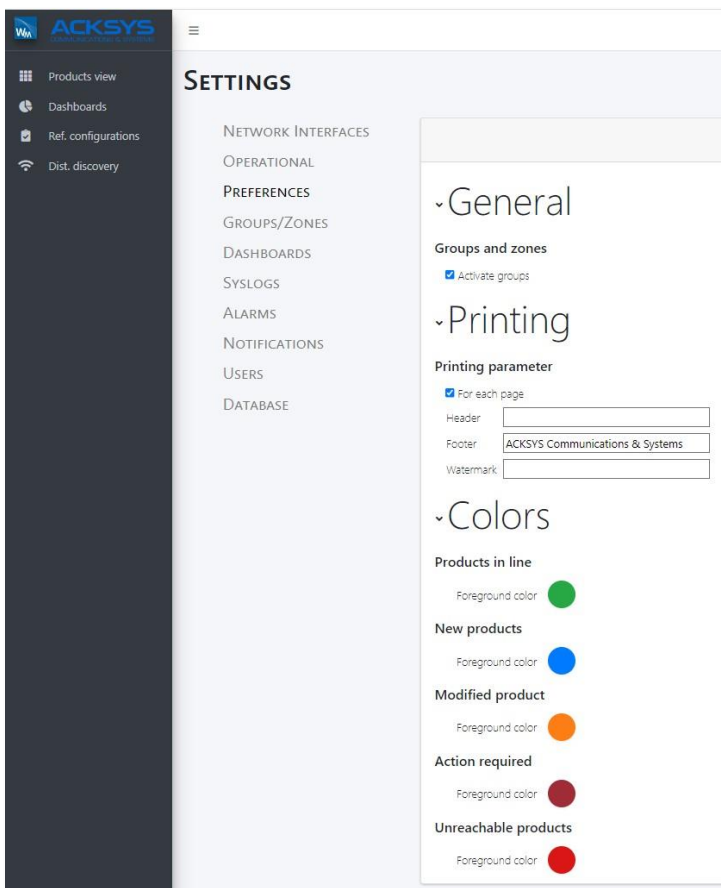 WM ACKSYS
COMMUNICATIONS & SYSTEMS
Products view
Dashboards
Ref. configurations
Dist. discovery
SETTINGS
NETWORK INTERFACES
OPERATIONAL
PREFERENCES
GROUPS/ZONES
DASHBOARDS
SYSLOGS
ALARMS
NOTIFICATIONS
USERS
DATABASE
General
Groups and zones
Activate groups
Printing
Printing parameter
For each page
Header
Footer ACKSYS Communications & Systems
Watermark
Colors
Products in line
Foreground color
New products
Foreground color
Modified product
Foreground color
Action required
Foreground color
Unreachable products
Foreground color